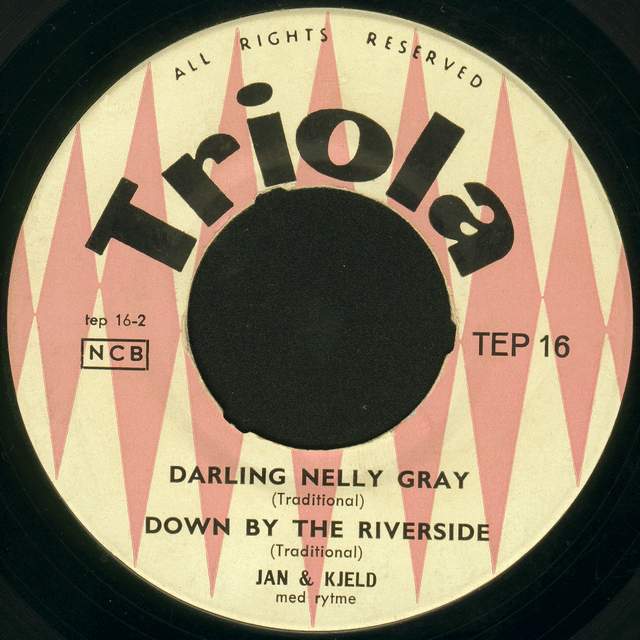 ALL RIGHTS RESERVED
Triola
tep 16-2
NCB
TEP 16
DARLING NELLY GRAY
(Traditional)
DOWN BY THE RIVERSIDE
(Traditional)
JAN & KJELD
med rytme